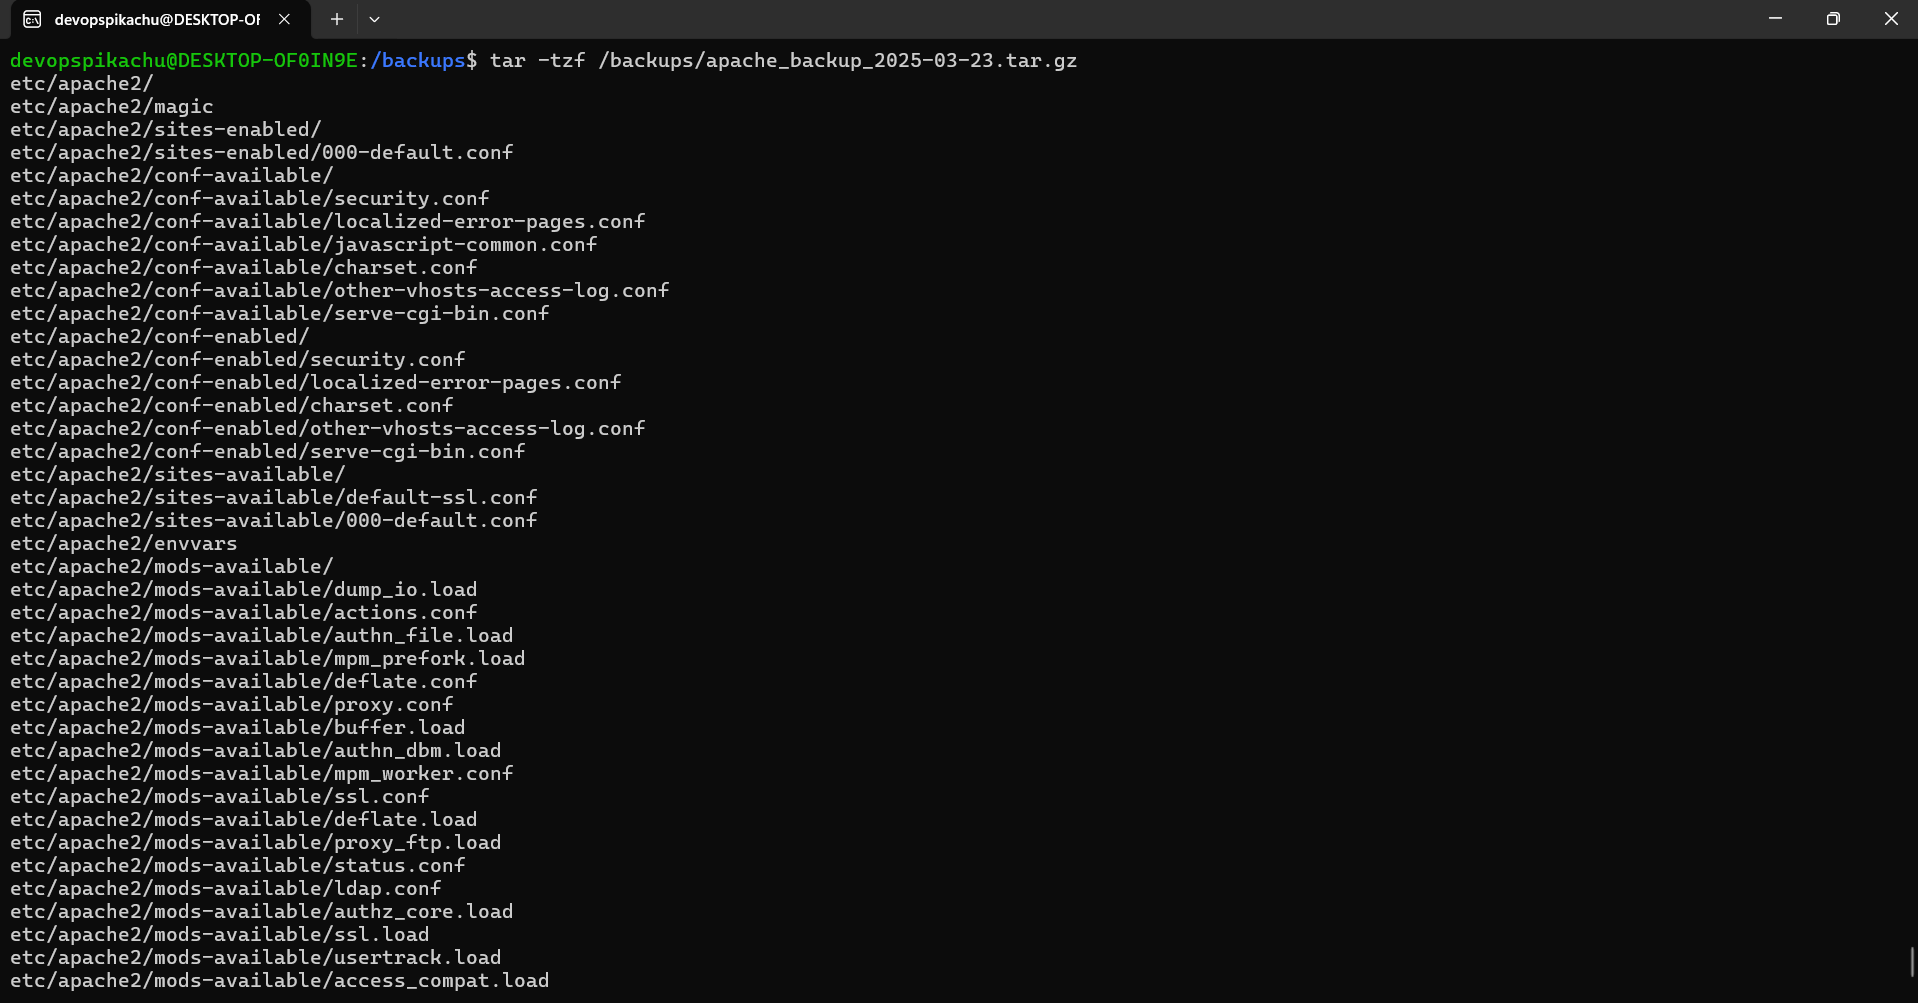 devopspikachu@DESKTOP-OF
devopspikachu@DESKTOP-OF0IN9E:/backups$ tar -tzf /backups/apache_backup_2025-03-23.tar.gz
etc/apache2/
etc/apache2/magic
etc/apache2/sites-enabled/
etc/apache2/sites-enabled/000-default.conf
etc/apache2/conf-available/
etc/apache2/conf-available/security.conf
etc/apache2/conf-available/localized-error-pages.conf
etc/apache2/conf-available/javascript-common.conf
etc/apache2/conf-available/charset.conf
etc/apache2/conf-available/other-vhosts-access-log.conf
etc/apache2/conf-available/serve-cgi-bin.conf
etc/apache2/conf-enabled/
etc/apache2/conf-enabled/security.conf
etc/apache2/conf-enabled/localized-error-pages.conf
etc/apache2/conf-enabled/charset.conf
etc/apache2/conf-enabled/other-vhosts-access-log.conf
etc/apache2/conf-enabled/serve-cgi-bin.conf
etc/apache2/sites-available/
etc/apache2/sites-available/default-ssl.conf
etc/apache2/sites-available/000-default.conf
etc/apache2/envvars
etc/apache2/mods-available/
etc/apache2/mods-available/dump_io.load
etc/apache2/mods-available/actions.conf
etc/apache2/mods-available/authn_file.load
etc/apache2/mods-available/mpm_prefork.load
etc/apache2/mods-available/deflate.conf
etc/apache2/mods-available/proxy.conf
etc/apache2/mods-available/buffer.load
etc/apache2/mods-available/authn_dbm.load
etc/apache2/mods-available/mpm_worker.conf
etc/apache2/mods-available/ssl.conf
etc/apache2/mods-available/deflate.load
etc/apache2/mods-available/proxy_ftp.load
etc/apache2/mods-available/status.conf
etc/apache2/mods-available/ldap.conf
etc/apache2/mods-available/authz_core.load
etc/apache2/mods-available/ssl.load
etc/apache2/mods-available/usertrack.load
etc/apache2/mods-available/access_compat.load